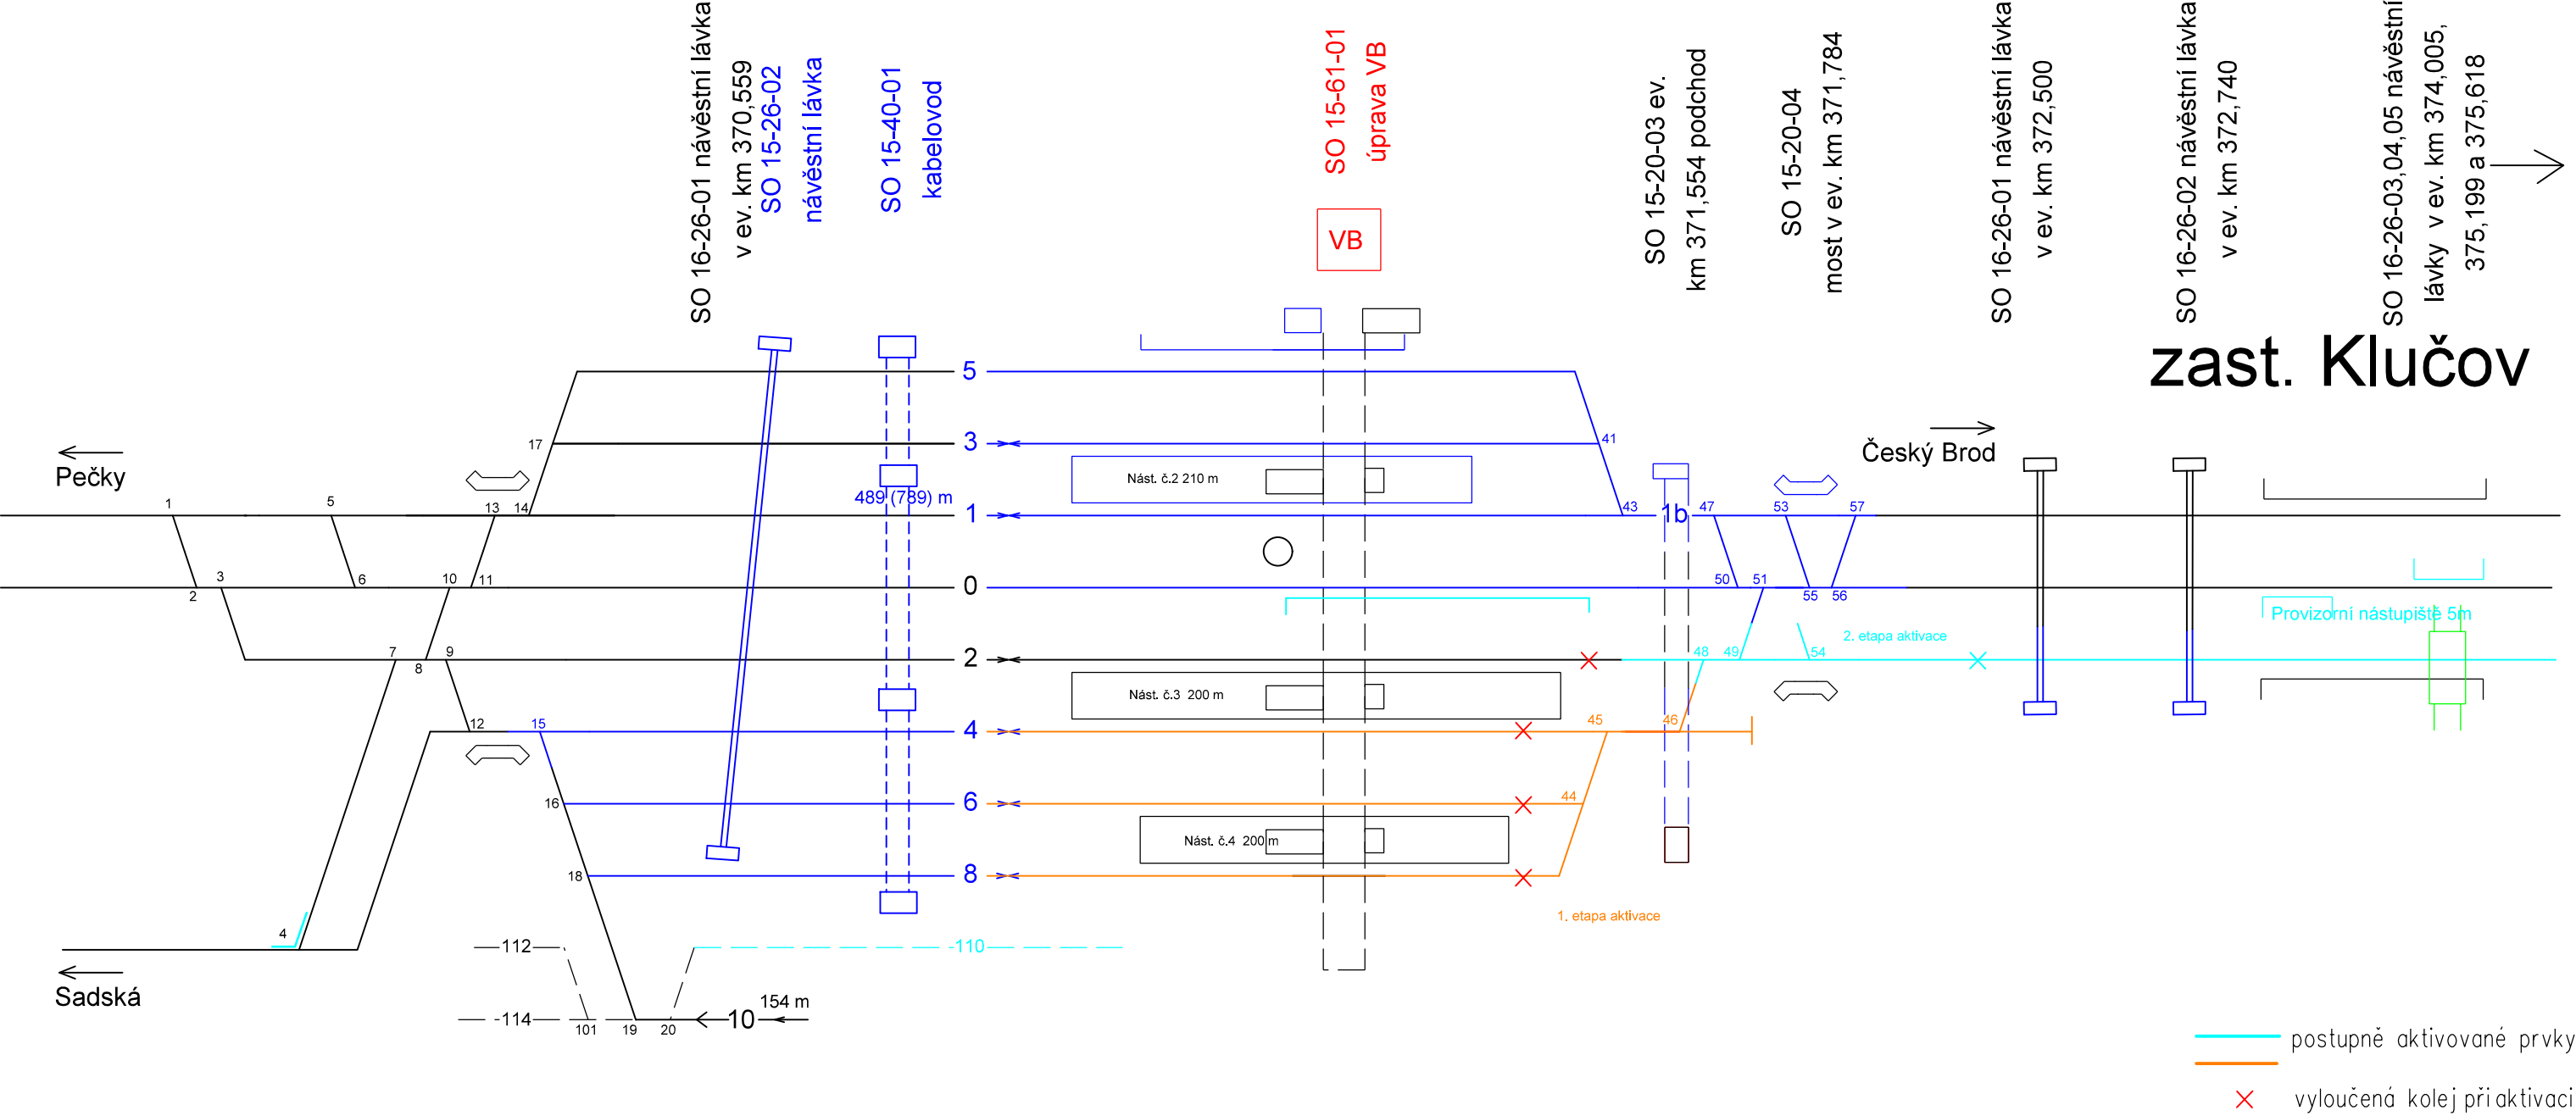 SO 16-26-01 návěstní lávka
v ev. km 370,559
SO 15-26-02
návěstní lávka
SO 15-40-01
kabelovod
SO 15-61-01
úprava VB
VB
SO 15-20-03 ev.
km 371,554 podchod
SO 15-20-04
most v ev. km 371,784
SO 16-26-01 návěstní lávka
v ev. km 372,500
SO 16-26-02 návěstní lávka
v ev. km 372,740
SO 16-26-03,04,05 návěstní
lávky v ev. km 374,005,
375,199 a 375,618
zast. Klučov
5
17
3
41
Český Brod
Pečky
Nást. č.2 210 m
489 (789) m
1
5
13
14
1
43
1b
47
53
57
2
3
6
10
11
0
50
51
55
56
Provizorní nástupiště 5m
2. etapa aktivace
7
8
9
2
48
49
54
Nást. č.3 200 m
12
15
4
45
46
16
6
44
Nást. č.4 200 m
18
8
1. etapa aktivace
4
112
110
Sadská
114
101
19
20
10
154 m
postupně aktivované prvky
vyloučená kolej při aktivaci